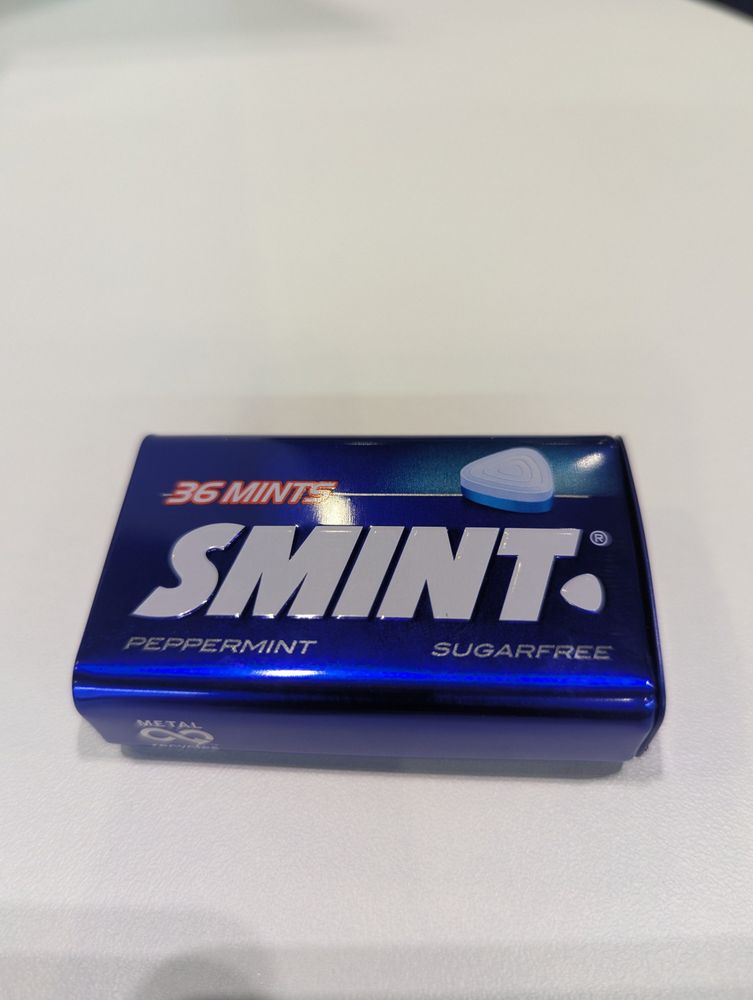 36 MINTS
SMINT®
PEPPERMINT
SUGARFREE
METAL